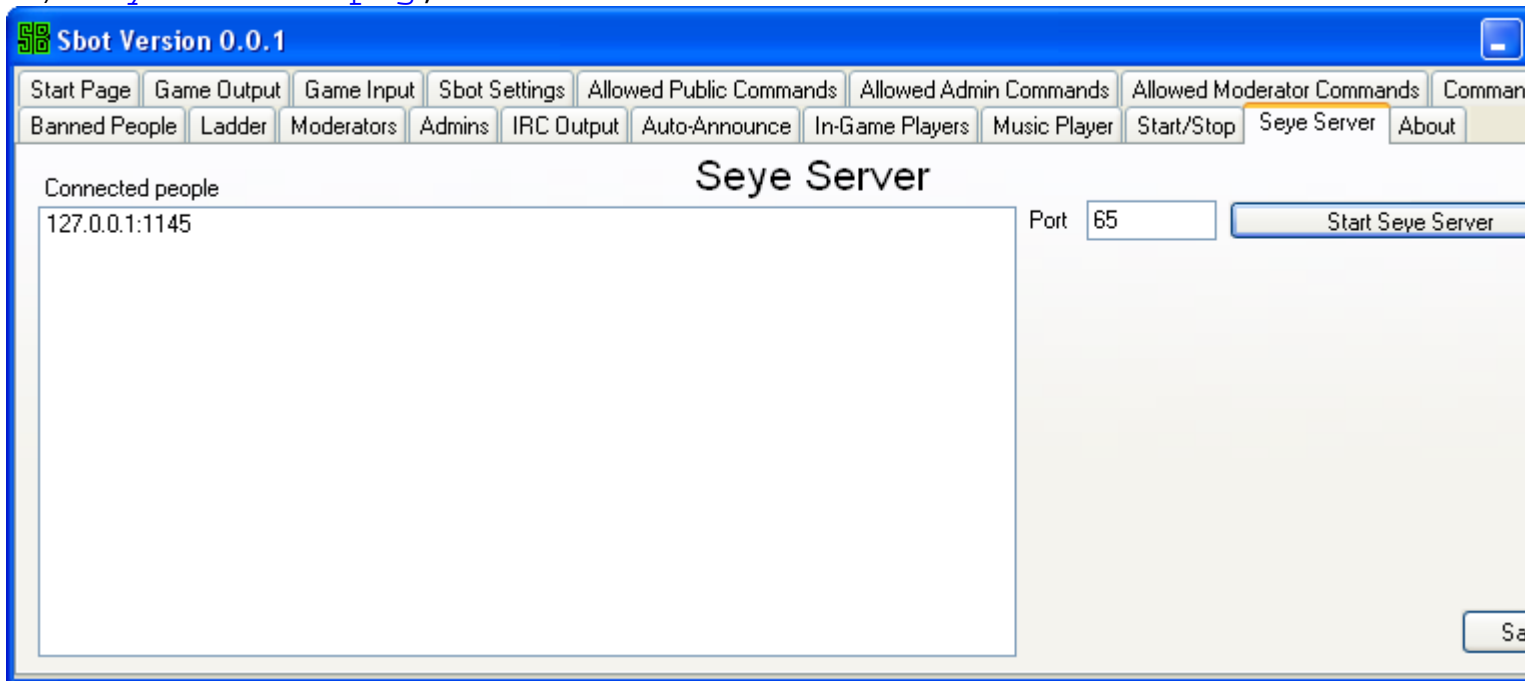 Sbot Version 0.0.1
Start Page Game Output Game Input Sbot Settings Allowed Public Commands Allowed Admin Commands Allowed Moderator Commands Comman
Banned People Ladder Moderators Admins IRC Output Auto-Announce In-Game Players Music Player Start/Stop Seye Server About
Seye Server
Connected people
127.0.0.1:1145
Port 65 Start Seye Server
Sa